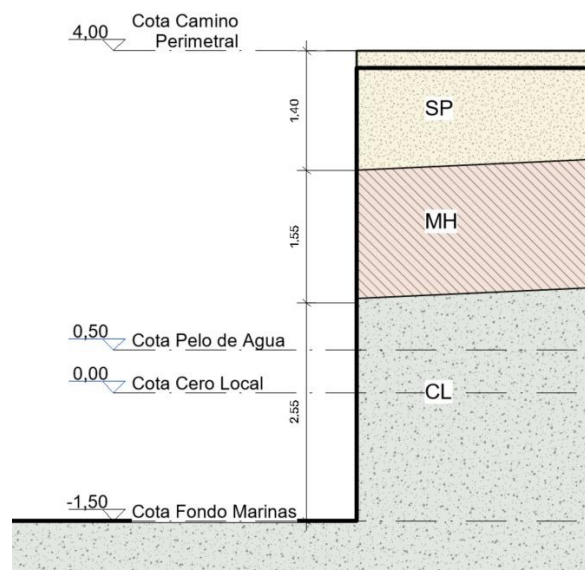 Cota Camino
4,00 Perimetral
1.40
SP
1.55
MH
0,50 Cota Pelo de Agua
0,00 Cota Cero Local
CL
2.55
-1,50 Cota Fondo Marinas